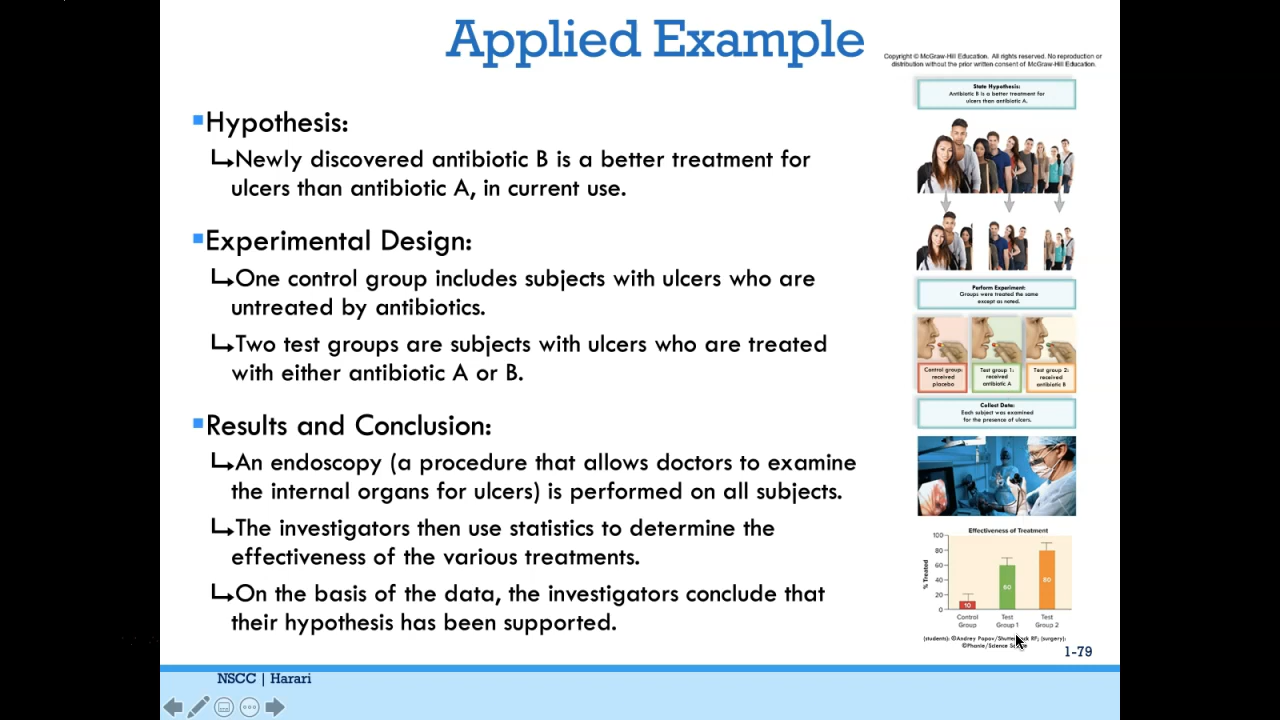 Applied Example
Copyright © McGraw-Hill Education. All rights reserved. No reproduction or
distribution without the prior written consent of McGraw-Hill Education.
Hypothesis:
Newly discovered antibiotic B is a better treatment for
ulcers than antibiotic A, in current use.
Experimental Design:
One control group includes subjects with ulcers who are
untreated by antibiotics.
Two test groups are subjects with ulcers who are treated
with either antibiotic A or B.
Results and Conclusion:
An endoscopy (a procedure that allows doctors to examine
the internal organs for ulcers) is performed on all subjects.
The investigators then use statistics to determine the
effectiveness of the various treatments.
On the basis of the data, the investigators conclude that
their hypothesis has been supported.
State Hypothesis:
Antibiotic B is a better treatment for
ulcers than antibiotic A.
Perform Experiment:
Groups were treated the same
except as noted.
Control group:
received
placebo
Test group 1:
received
antibiotic A
Test group 2:
received
antibiotic B
Collect Data:
Each subject was examined
for the presence of ulcers.
Effectiveness of Treatment
% Treated
100
80
60
40
20
0
10
60
80
Control
Group
Test
Group 1
Test
Group 2
(students): ©Andrey Popov/ RF; (surgery):
©Phanie/Science
1-79
NSCC | Harari